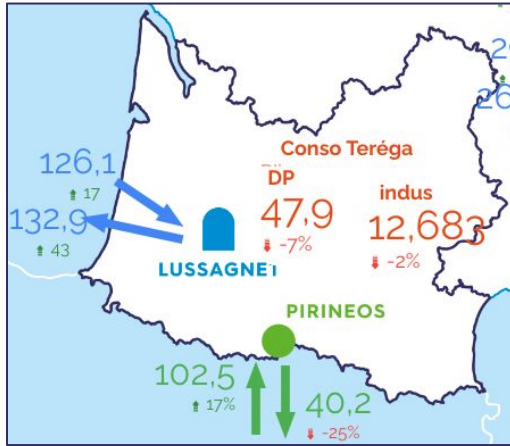 Conso Teréga
DP
indus
47,9
12,683
-7%
-2%
126,1
17
132,9
43
LUSSAGNET
PIRINEOS
102,5
17%
40,2
-25%